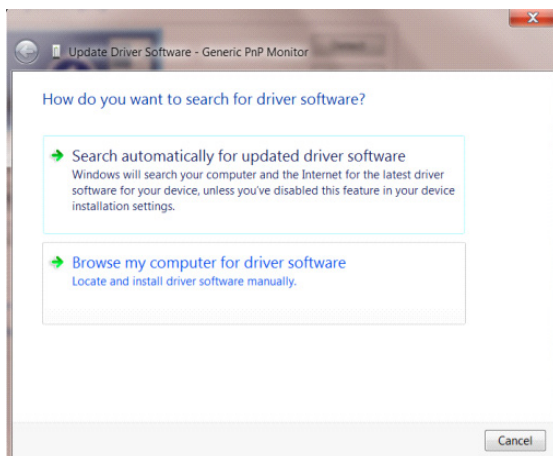 Update Driver Software - Generic PnP Monitor
How do you want to search for driver software?
Search automatically for updated driver software
Windows will search your computer and the Internet for the latest driver
software for your device, unless you've disabled this feature in your device
installation settings.
Browse my computer for driver software
Locate and install driver software manually.
Cancel